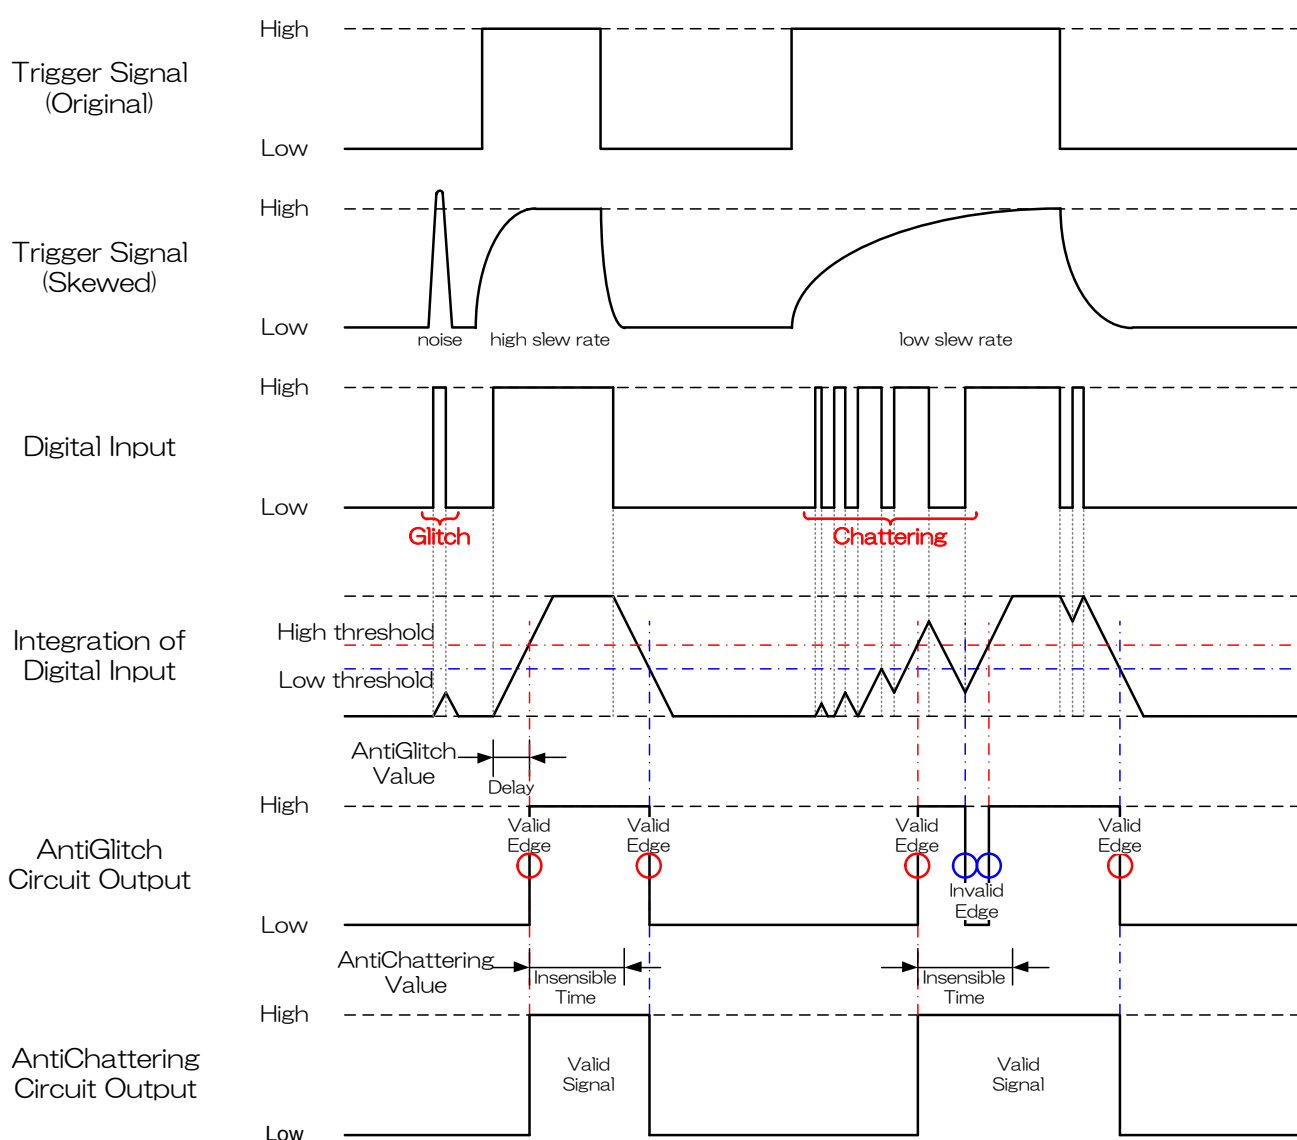 High
Trigger Signal
(Original)
Low
High
Trigger Signal
(Skewed)
Low
noise
high slew rate
low slew rate
High
Digital Input
Low
Glitch
Chattering
High threshold
Integration of
Digital Input
Low threshold
AntiGlitch
Value
Delay
High
Valid
Edge
Valid
Edge
Valid
Edge
Valid
Edge
AntiGlitch
Circuit Output
Invalid
Edge
Low
AntiChattering
Value
Insensible
Time
Insensible
Time
High
AntiChattering
Circuit Output
Valid
Signal
Valid
Signal
Low